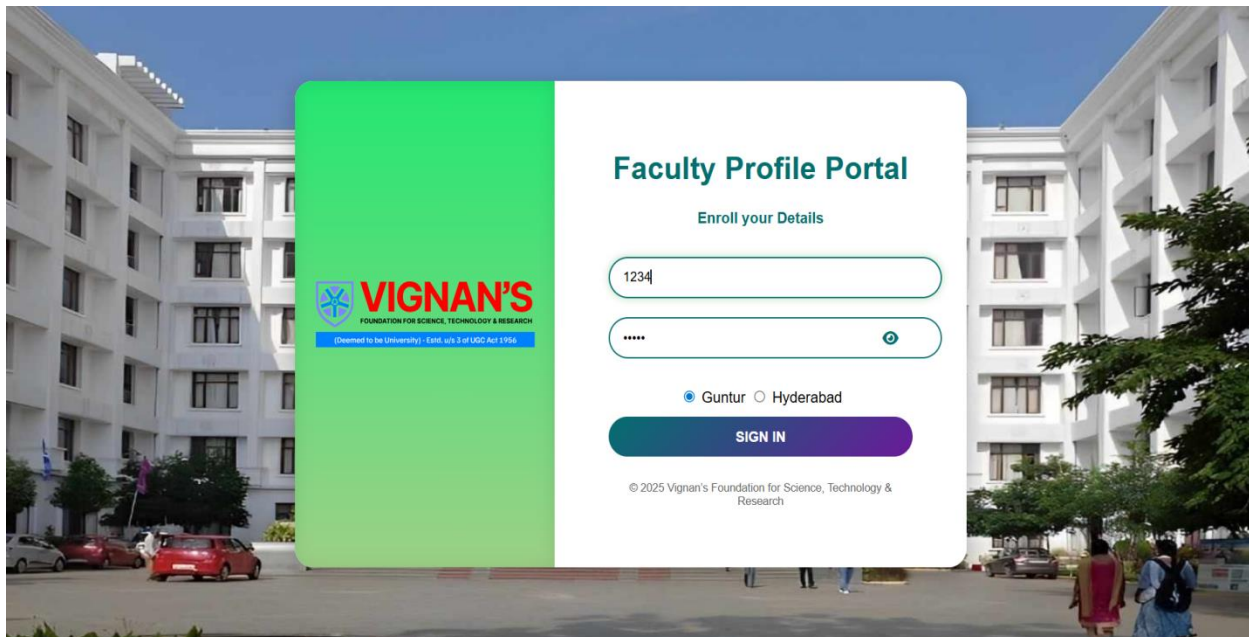 VIGNAN'S
FOUNDATION FOR SCIENCE, TECHNOLOGY & RESEARCH
(Deemed to be University) - Estd. u/s 3 of UGC Act 1956
Faculty Profile Portal
Enroll your Details
1234
•••••
Guntur Hyderabad
SIGN IN
© 2025 Vignan's Foundation for Science, Technology &
Research